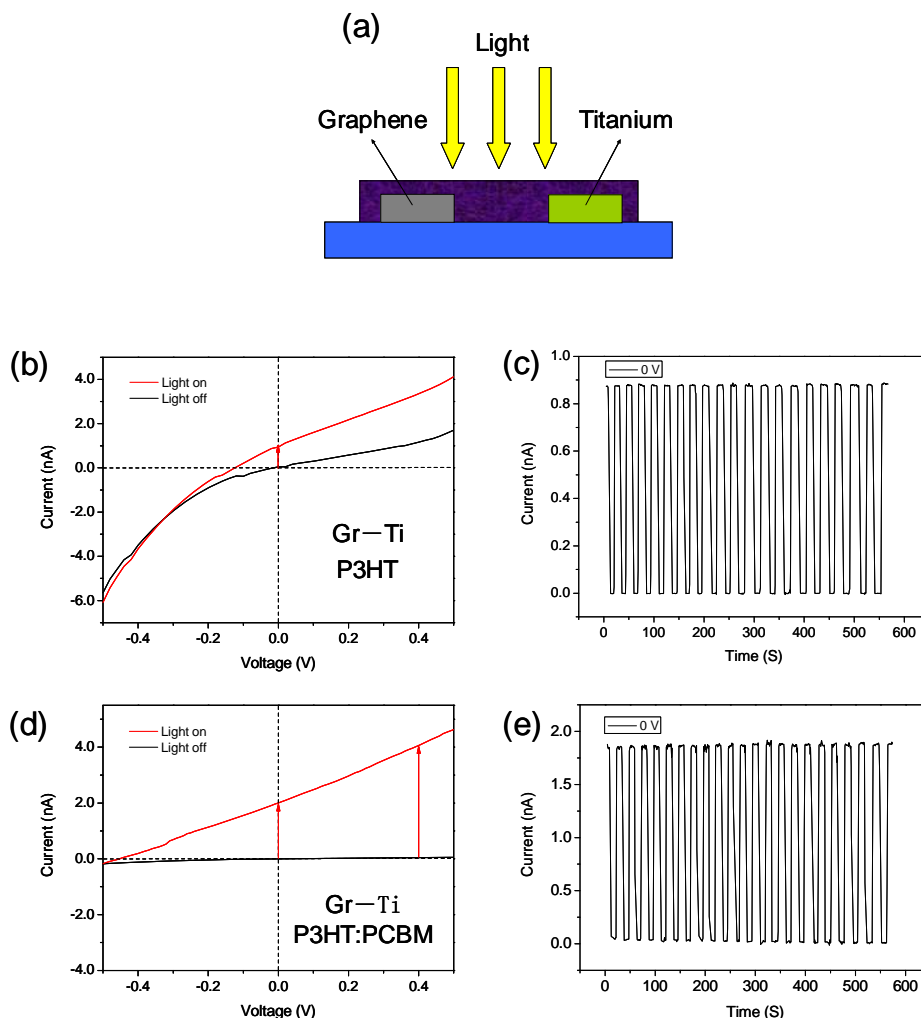 (a)
Light
Graphene
Titanium
(b)
4.0
2.0
0.0
-2.0
-4.0
-6.0
Current (nA)
Light on
Light off
Gr—Ti
P3HT
-0.4
-0.2
0.0
0.2
0.4
Voltage (V)
(c)
1.0
0.8
0.6
0.4
0.2
0.0
Current (nA)
0 V
0
100
200
300
400
500
600
Time (S)
(d)
4.0
2.0
0.0
-2.0
-4.0
Current (nA)
Light on
Light off
Gr—Ti
P3HT:PCBM
-0.4
-0.2
0.0
0.2
0.4
Voltage (V)
(e)
2.0
1.5
1.0
0.5
0.0
Current (nA)
0 V
0
100
200
300
400
500
600
Time (S)